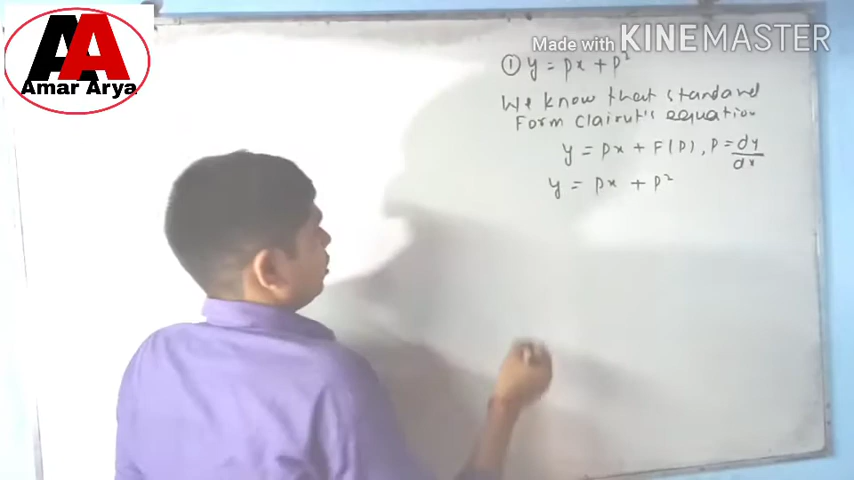 AA
Amar Arya
Made with KINEMASTER
① y = px + p²
We know that standard
Form clairut's equation
y = px + F(p), p = dy/dx
y = px + p²